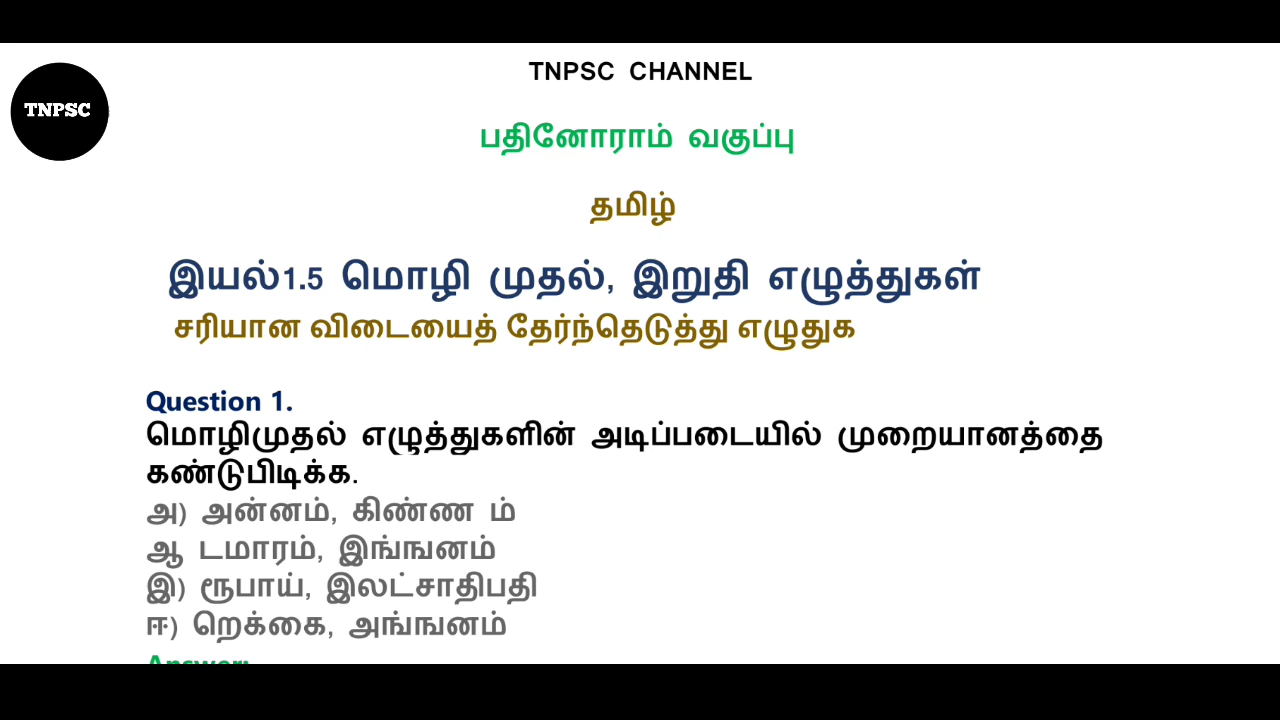 TNPSC CHANNEL
TNPSC
பதினோராம் வகுப்பு
தமிழ்
இயல்1.5 மொழி முதல், இறுதி எழுத்துகள்
சரியான விடையைத் தேர்ந்தெடுத்து எழுதுக
Question 1.
மொழிமுதல் எழுத்துகளின் அடிப்படையில் முறையானத்தை
கண்டுபிடிக்க.
அ) அன்னம், கிண்ண ம்
ஆ டமாரம், இங்ஙனம்
இ) ரூபாய், இலட்சாதிபதி
ஈ) றெக்கை, அங்ஙனம்
Answer: